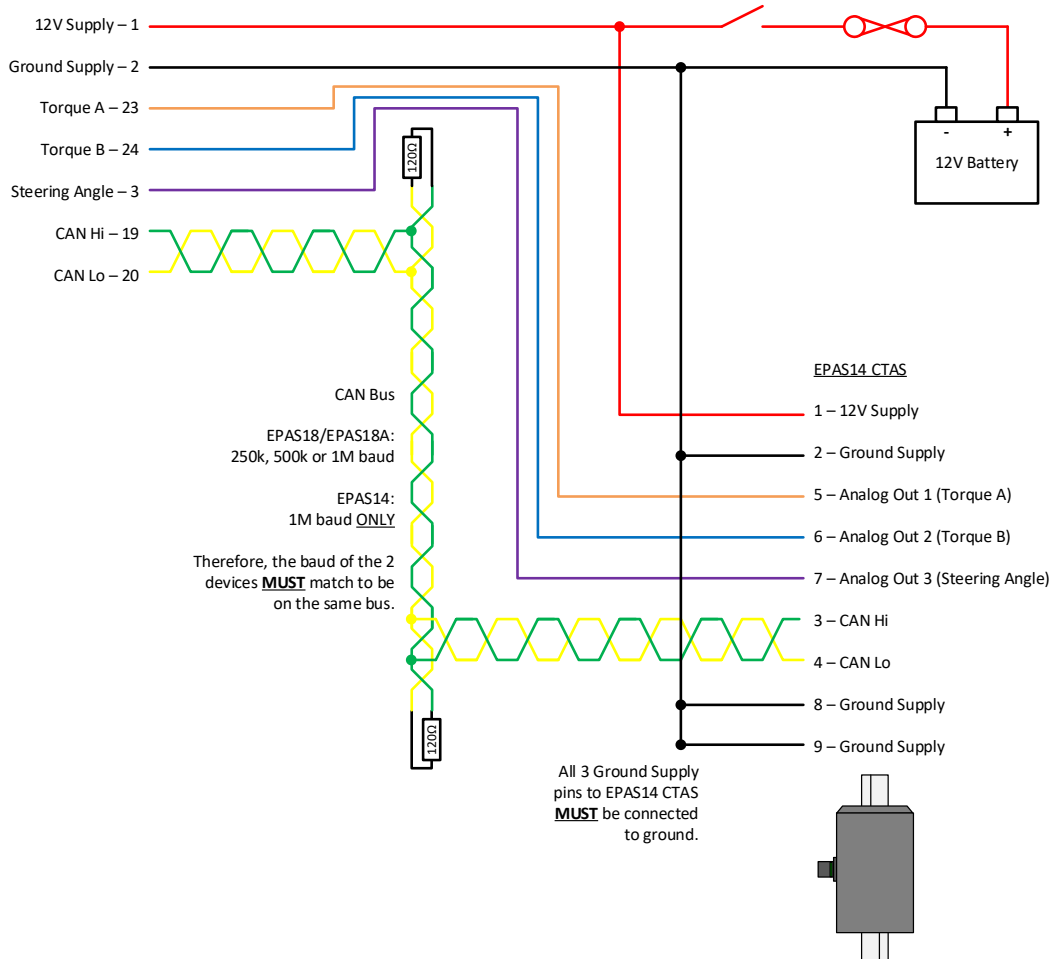 12V Supply – 1
Ground Supply – 2
Torque A – 23
Torque B – 24
Steering Angle – 3
CAN Hi – 19
CAN Lo – 20
120Ω
- +
12V Battery
CAN Bus
EPAS18/EPAS18A:
250k, 500k or 1M baud
EPAS14:
1M baud ONLY
Therefore, the baud of the 2
devices MUST match to be
on the same bus.
120Ω
EPAS14 CTAS
1 – 12V Supply
2 – Ground Supply
5 – Analog Out 1 (Torque A)
6 – Analog Out 2 (Torque B)
7 – Analog Out 3 (Steering Angle)
3 – CAN Hi
4 – CAN Lo
8 – Ground Supply
9 – Ground Supply
All 3 Ground Supply
pins to EPAS14 CTAS
MUST be connected
to ground.